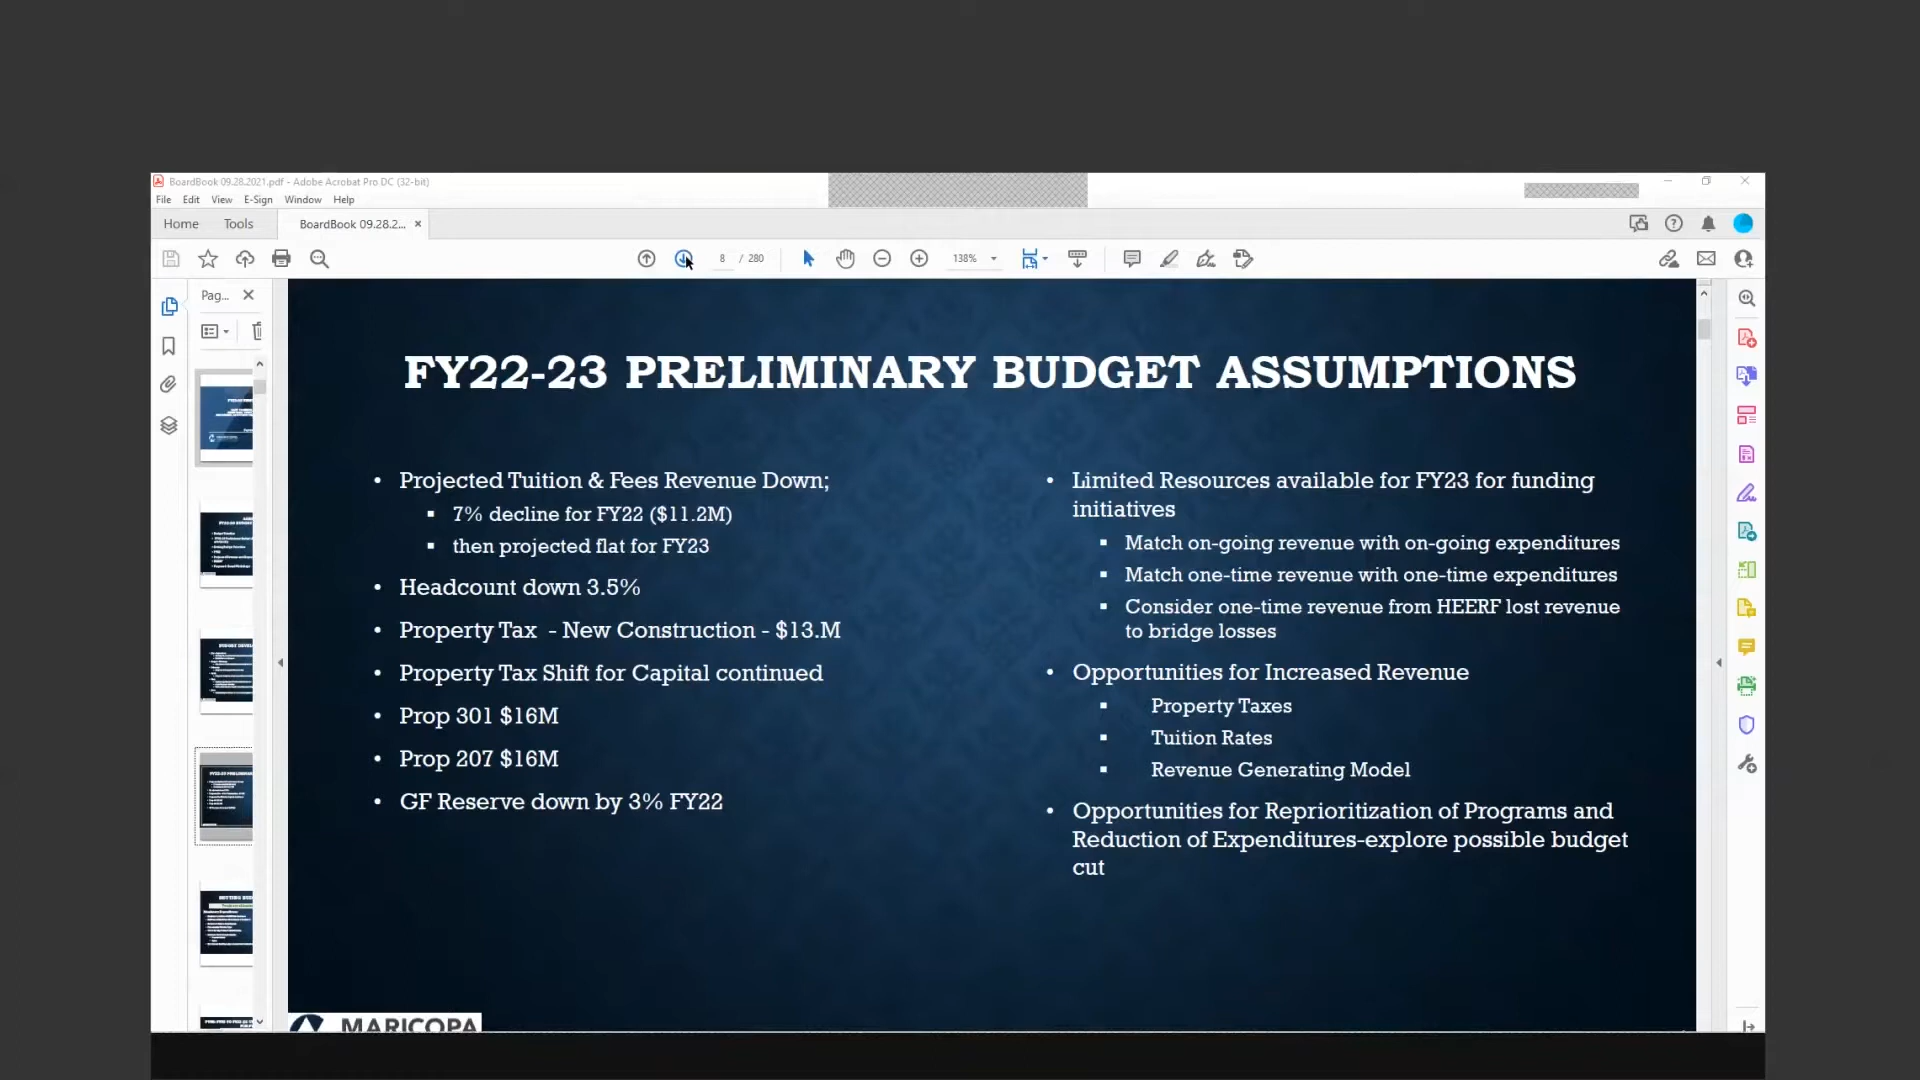 BoardBook 09.28.2021.pdf - Adobe Acrobat Pro DC (32-bit)
File Edit View E-Sign Window Help
Home Tools BoardBook 09.28.2... ×
8 / 280 138%
Pag...
FY22-23 PRELIMINARY BUDGET ASSUMPTIONS
• Projected Tuition & Fees Revenue Down;
▪ 7% decline for FY22 ($11.2M)
▪ then projected flat for FY23
• Headcount down 3.5%
• Property Tax - New Construction - $13.M
• Property Tax Shift for Capital continued
• Prop 301 $16M
• Prop 207 $16M
• GF Reserve down by 3% FY22
• Limited Resources available for FY23 for funding
initiatives
▪ Match on-going revenue with on-going expenditures
▪ Match one-time revenue with one-time expenditures
▪ Consider one-time revenue from HEERF lost revenue
to bridge losses
• Opportunities for Increased Revenue
▪ Property Taxes
▪ Tuition Rates
▪ Revenue Generating Model
• Opportunities for Reprioritization of Programs and
Reduction of Expenditures-explore possible budget
cut
MARICOPA